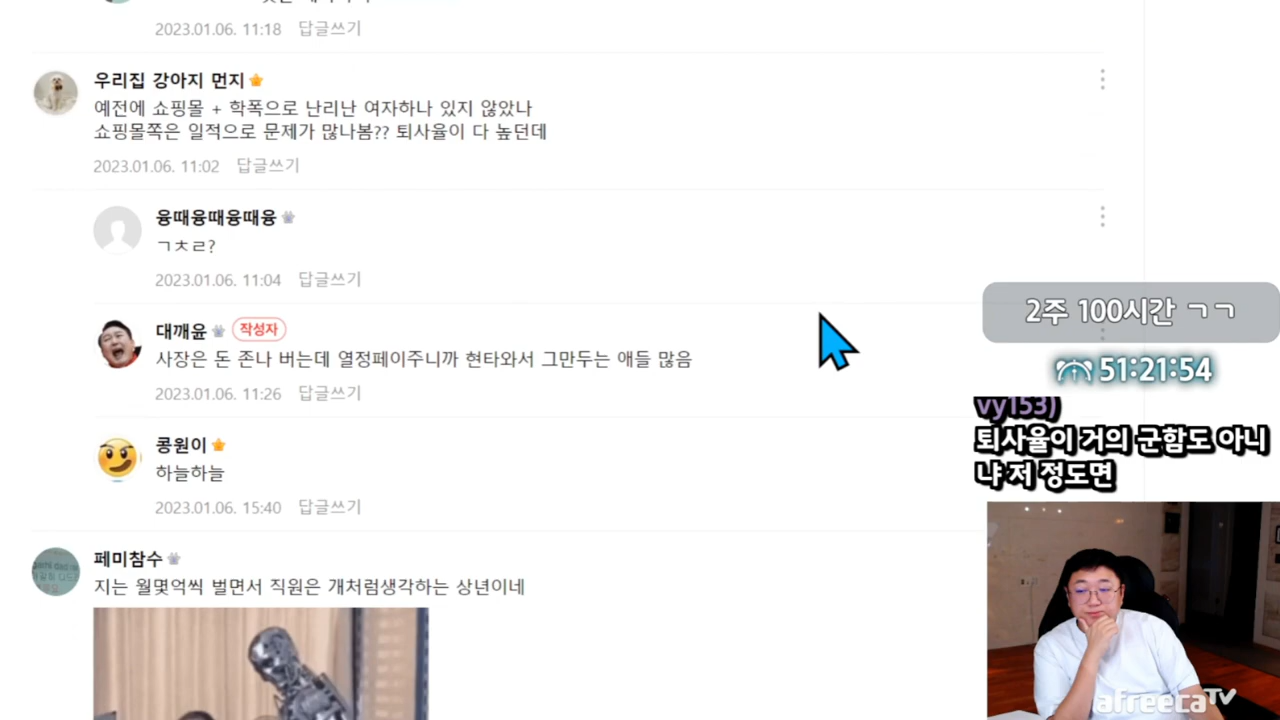 2023.01.06. 11:18 답글쓰기
우리집 강아지 먼지
예전에 쇼핑몰 + 학폭으로 난리난 여자하나 있지 않았나
쇼핑몰쪽은 일적으로 문제가 많나봄?? 퇴사율이 다 높던데
2023.01.06. 11:02 답글쓰기
융때융때융때융
ㄱㅊㄹ?
2023.01.06. 11:04 답글쓰기
대깨윤 작성자
사장은 돈 존나 버는데 열정페이주니까 현타와서 그만두는 애들 많음
2023.01.06. 11:26 답글쓰기
콩원이
하늘하늘
2023.01.06. 15:40 답글쓰기
페미참수
지는 월몇억씩 벌면서 직원은 개처럼생각하는 상년이네
2주 100시간 ㄱㄱ
51:21:54
vy153)
퇴사율이 거의 군함도 아니
냐 저 정도면
afreecaTV